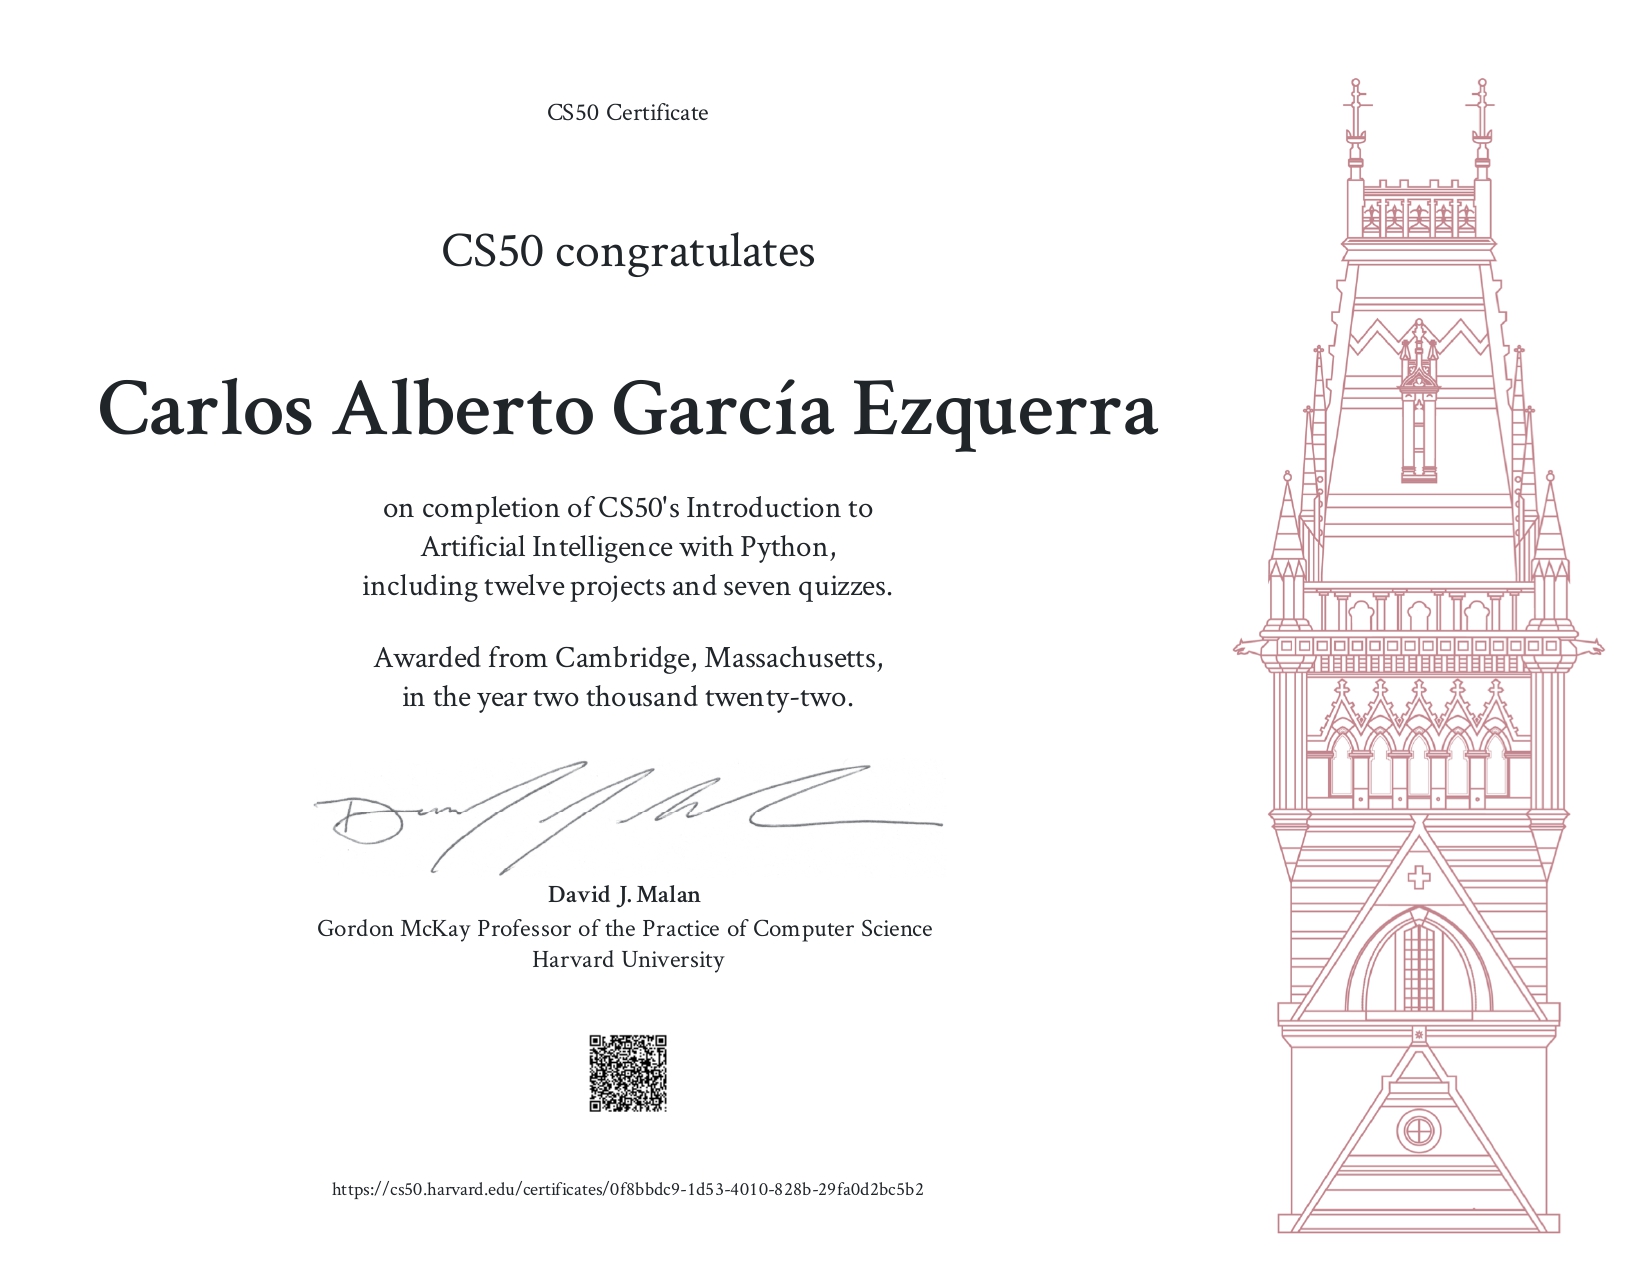 CS50 Certificate
CS50 congratulates
Carlos Alberto García Ezquerra
on completion of CS50's Introduction to
Artificial Intelligence with Python,
including twelve projects and seven quizzes.
Awarded from Cambridge, Massachusetts,
in the year two thousand twenty-two.
David J. Malan
Gordon McKay Professor of the Practice of Computer Science
Harvard University
https://cs50.harvard.edu/certificates/0f8bbdc9-1d53-4010-828b-29fa0d2bc5b2